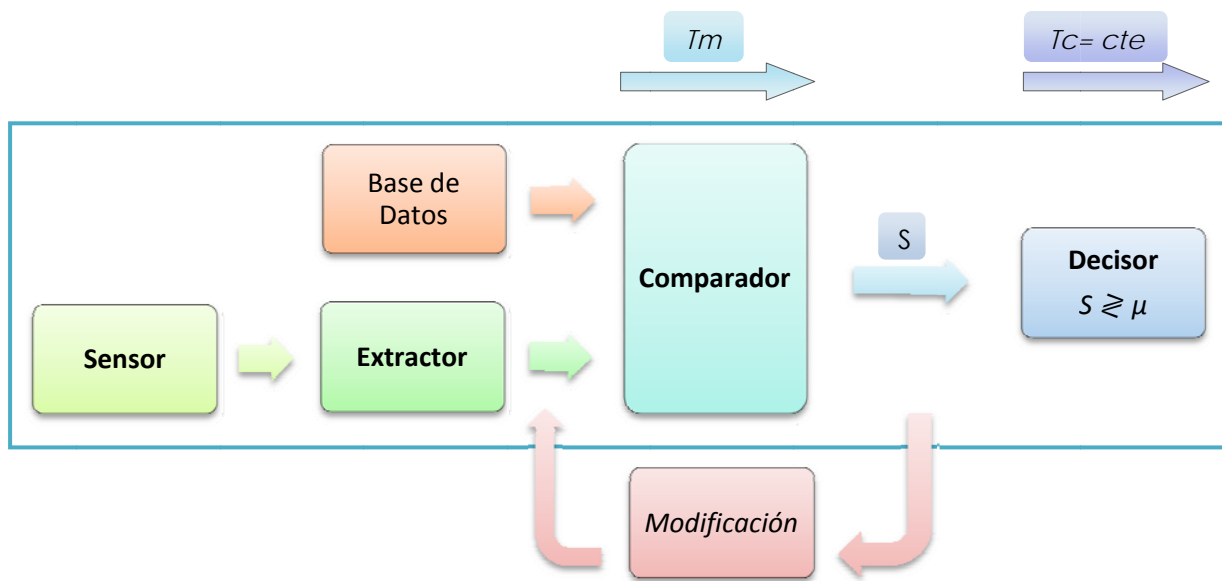 Tm
Tc= cte
Base de
Datos
Comparador
S
Decisor
S ≷ μ
Sensor
Extractor
Modificación